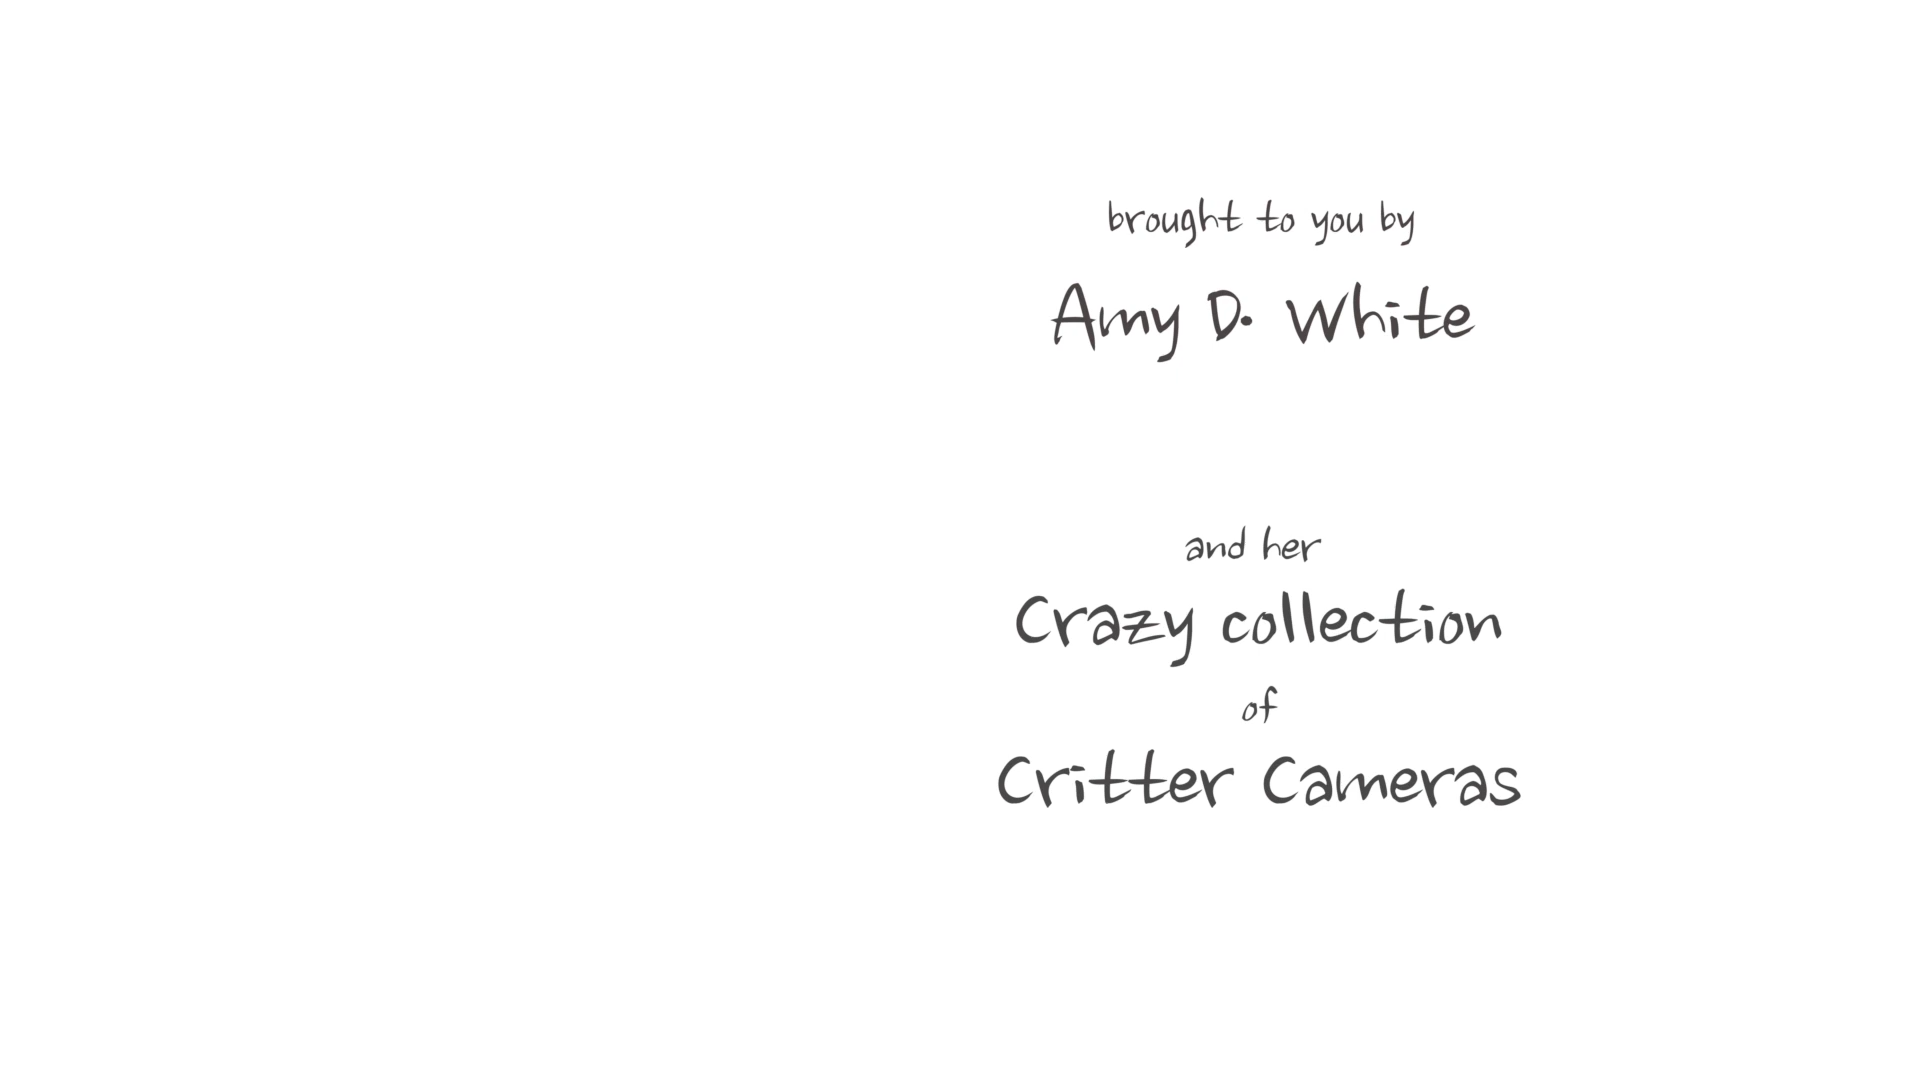 brought to you by
Amy D. White
and her
Crazy collection
of
Critter Cameras